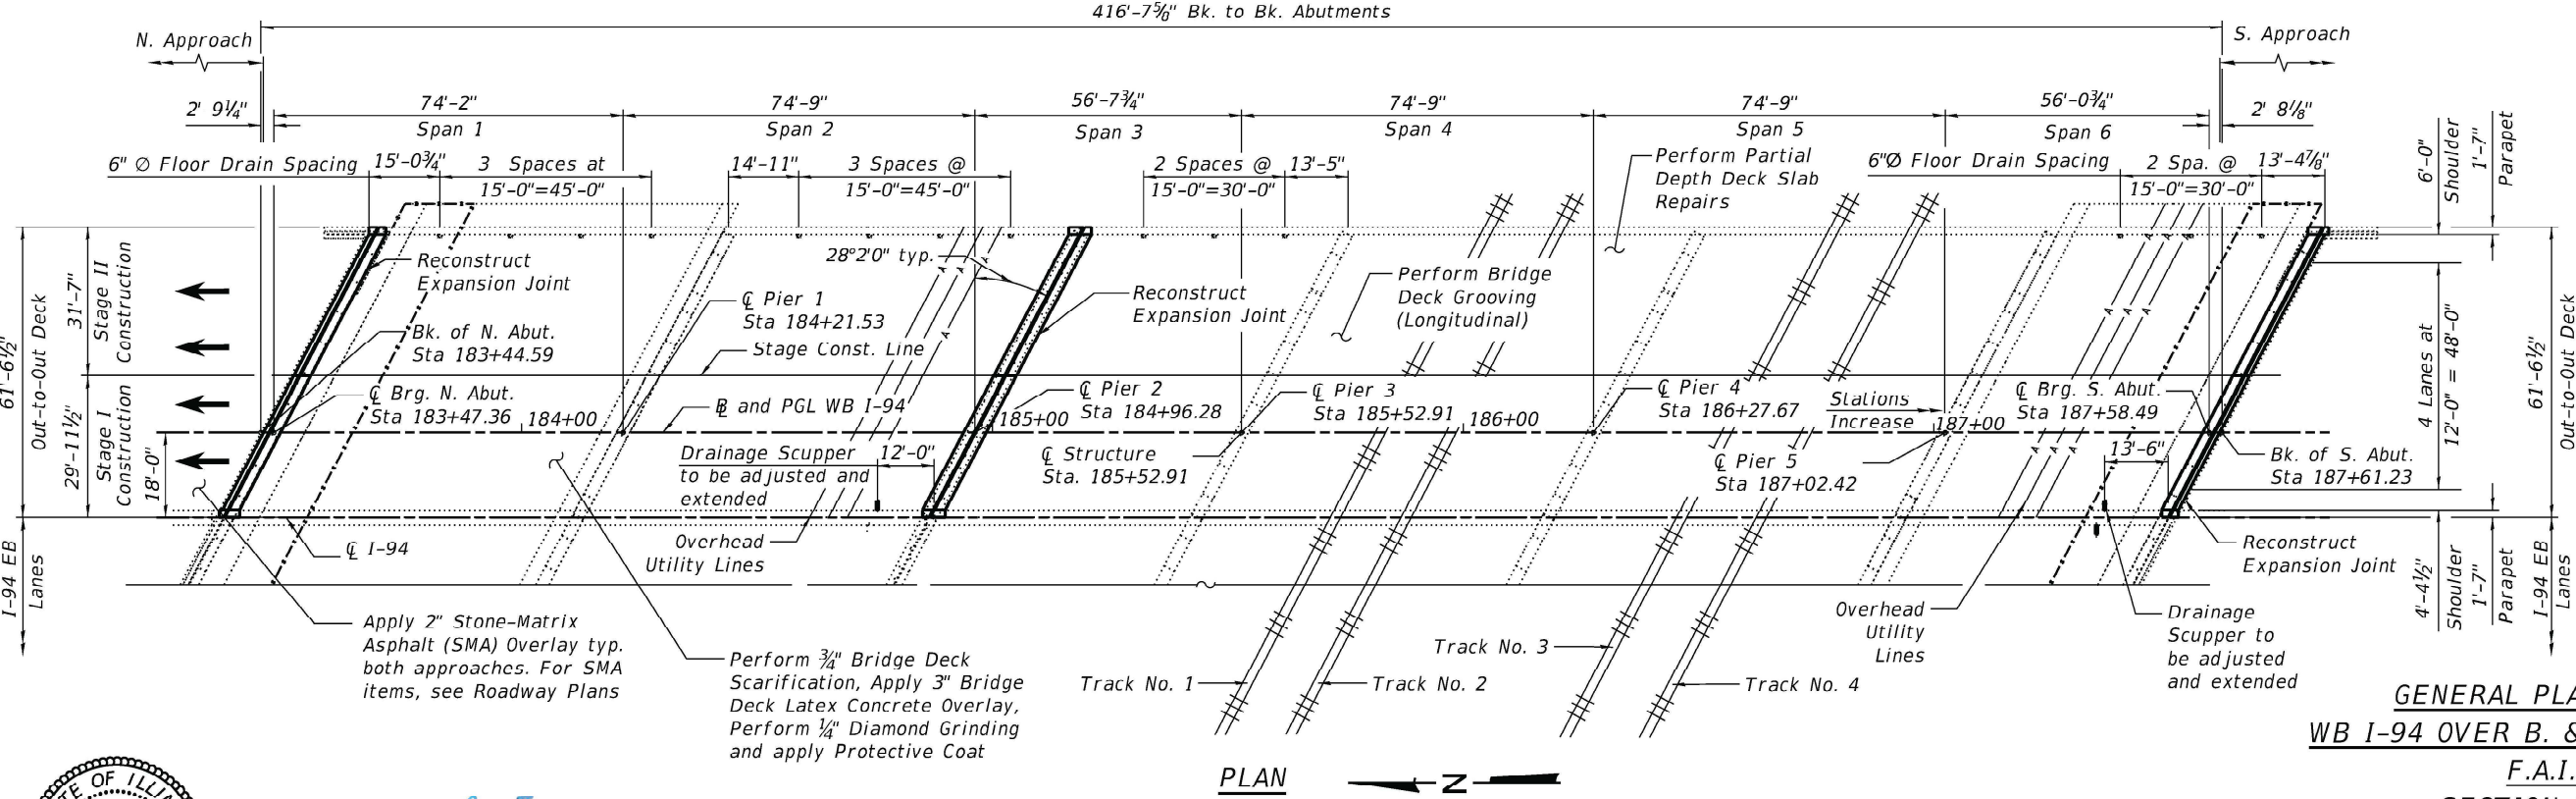 416'-7⅝" Bk. to Bk. Abutments
N. Approach
S. Approach
2' 9¼"
74'-2"
Span 1
74'-9"
Span 2
56'-7¾"
Span 3
74'-9"
Span 4
74'-9"
Span 5
56'-0¾"
Span 6
2' 8⅛"
6" Ø Floor Drain Spacing
15'-0¾"
3 Spaces at
15'-0"=45'-0"
14'-11"
3 Spaces @
15'-0"=45'-0"
2 Spaces @
15'-0"=30'-0"
13'-5"
Perform Partial
Depth Deck Slab
Repairs
6"Ø Floor Drain Spacing
2 Spa. @
15'-0"=30'-0"
13'-4⅞"
6'-0"
Shoulder
1'-7"
Parapet
61'-6½"
Out-to-Out Deck
31'-7"
Stage II
Construction
29'-11½"
Stage I
Construction
18'-0"
I-94 EB
Lanes
Reconstruct
Expansion Joint
Bk. of N. Abut.
Sta 183+44.59
℄ Brg. N. Abut.
Sta 183+47.36
184+00
℄ Pier 1
Sta 184+21.53
Stage Const. Line
28°2'0" typ.
A
A
A
A
A
A
Reconstruct
Expansion Joint
Perform Bridge
Deck Grooving
(Longitudinal)
℄ Pier 2
Sta 184+96.28
185+00
℄ Pier 3
Sta 185+52.91
186+00
℄ Pier 4
Sta 186+27.67
Stations
Increase
187+00
℄ Brg. S. Abut.
Sta 187+58.49
A
A
A
A
A
A
A
A
A
B͟L and PGL WB I-94
Drainage Scupper
to be adjusted and
extended
12'-0"
℄ Structure
Sta. 185+52.91
℄ Pier 5
Sta 187+02.42
13'-6"
Bk. of S. Abut.
Sta 187+61.23
4 Lanes at
12'-0" = 48'-0"
61'-6½"
Out-to-Out Deck
℄ I-94
Overhead
Utility Lines
Reconstruct
Expansion Joint
4'-4½"
Shoulder
1'-7"
Parapet
I-94 EB
Lanes
Apply 2" Stone-Matrix
Asphalt (SMA) Overlay typ.
both approaches. For SMA
items, see Roadway Plans
Perform ¾" Bridge Deck
Scarification, Apply 3" Bridge
Deck Latex Concrete Overlay,
Perform ¼" Diamond Grinding
and apply Protective Coat
Track No. 1
Track No. 2
Track No. 3
Track No. 4
Overhead
Utility
Lines
Drainage
Scupper to
be adjusted
and extended
GENERAL PLA
WB I-94 OVER B. &
F.A.I.
PLAN
N
OF